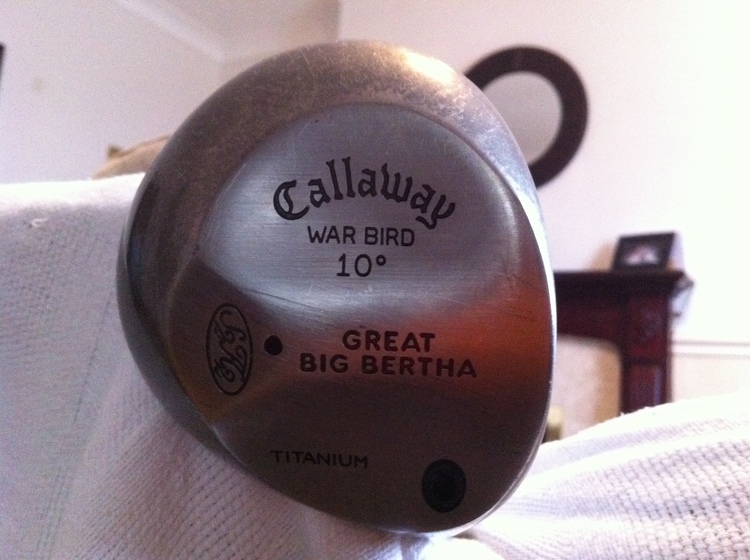 Callaway
WAR BIRD
10°
GREAT
BIG BERTHA
TITANIUM